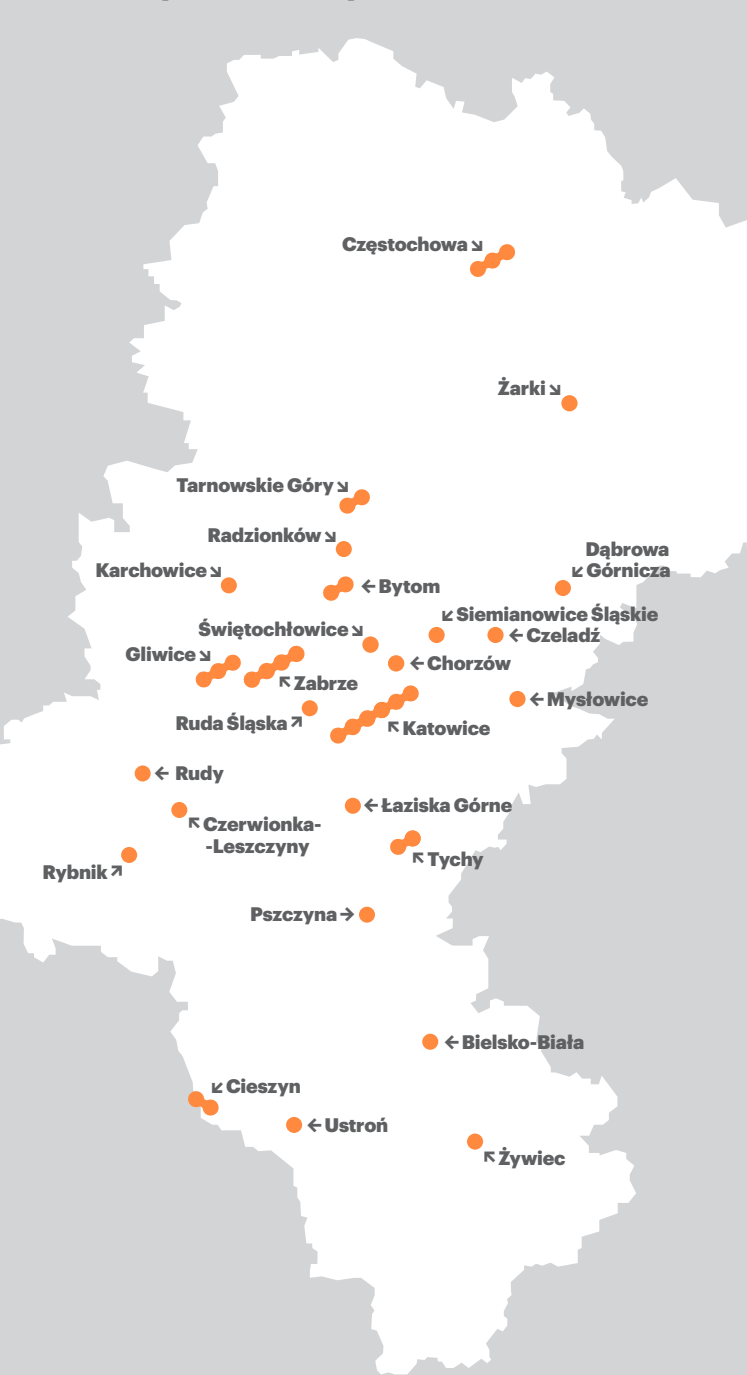 Częstochowa ↘
Żarki ↘
Tarnowskie Góry ↘
Radzionków ↘
Dąbrowa
↙ Górnicza
Karchowice ↘
← Bytom
↙ Siemianowice Śląskie
Świętochłowice ↘
← Czeladź
Gliwice ↘
← Chorzów
↖ Zabrze
← Mysłowice
Ruda Śląska ↗
↖ Katowice
← Rudy
← Łaziska Górne
↖ Czerwionka-
-Leszczyny
↖ Tychy
Rybnik ↗
Pszczyna →
← Bielsko-Biała
↙ Cieszyn
← Ustroń
↖ Żywiec